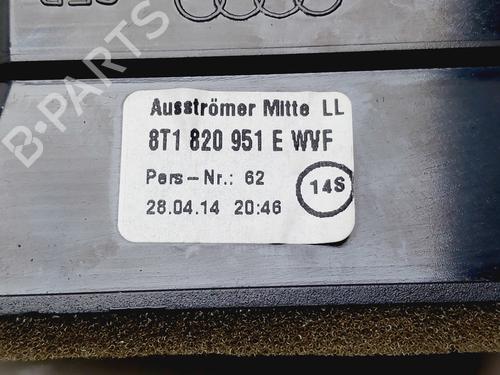 Ausströmer Mitte LL
8T1 820 951 E WVF
Pers-Nr.: 62
14S
28.04.14 20:46
B-PARTS